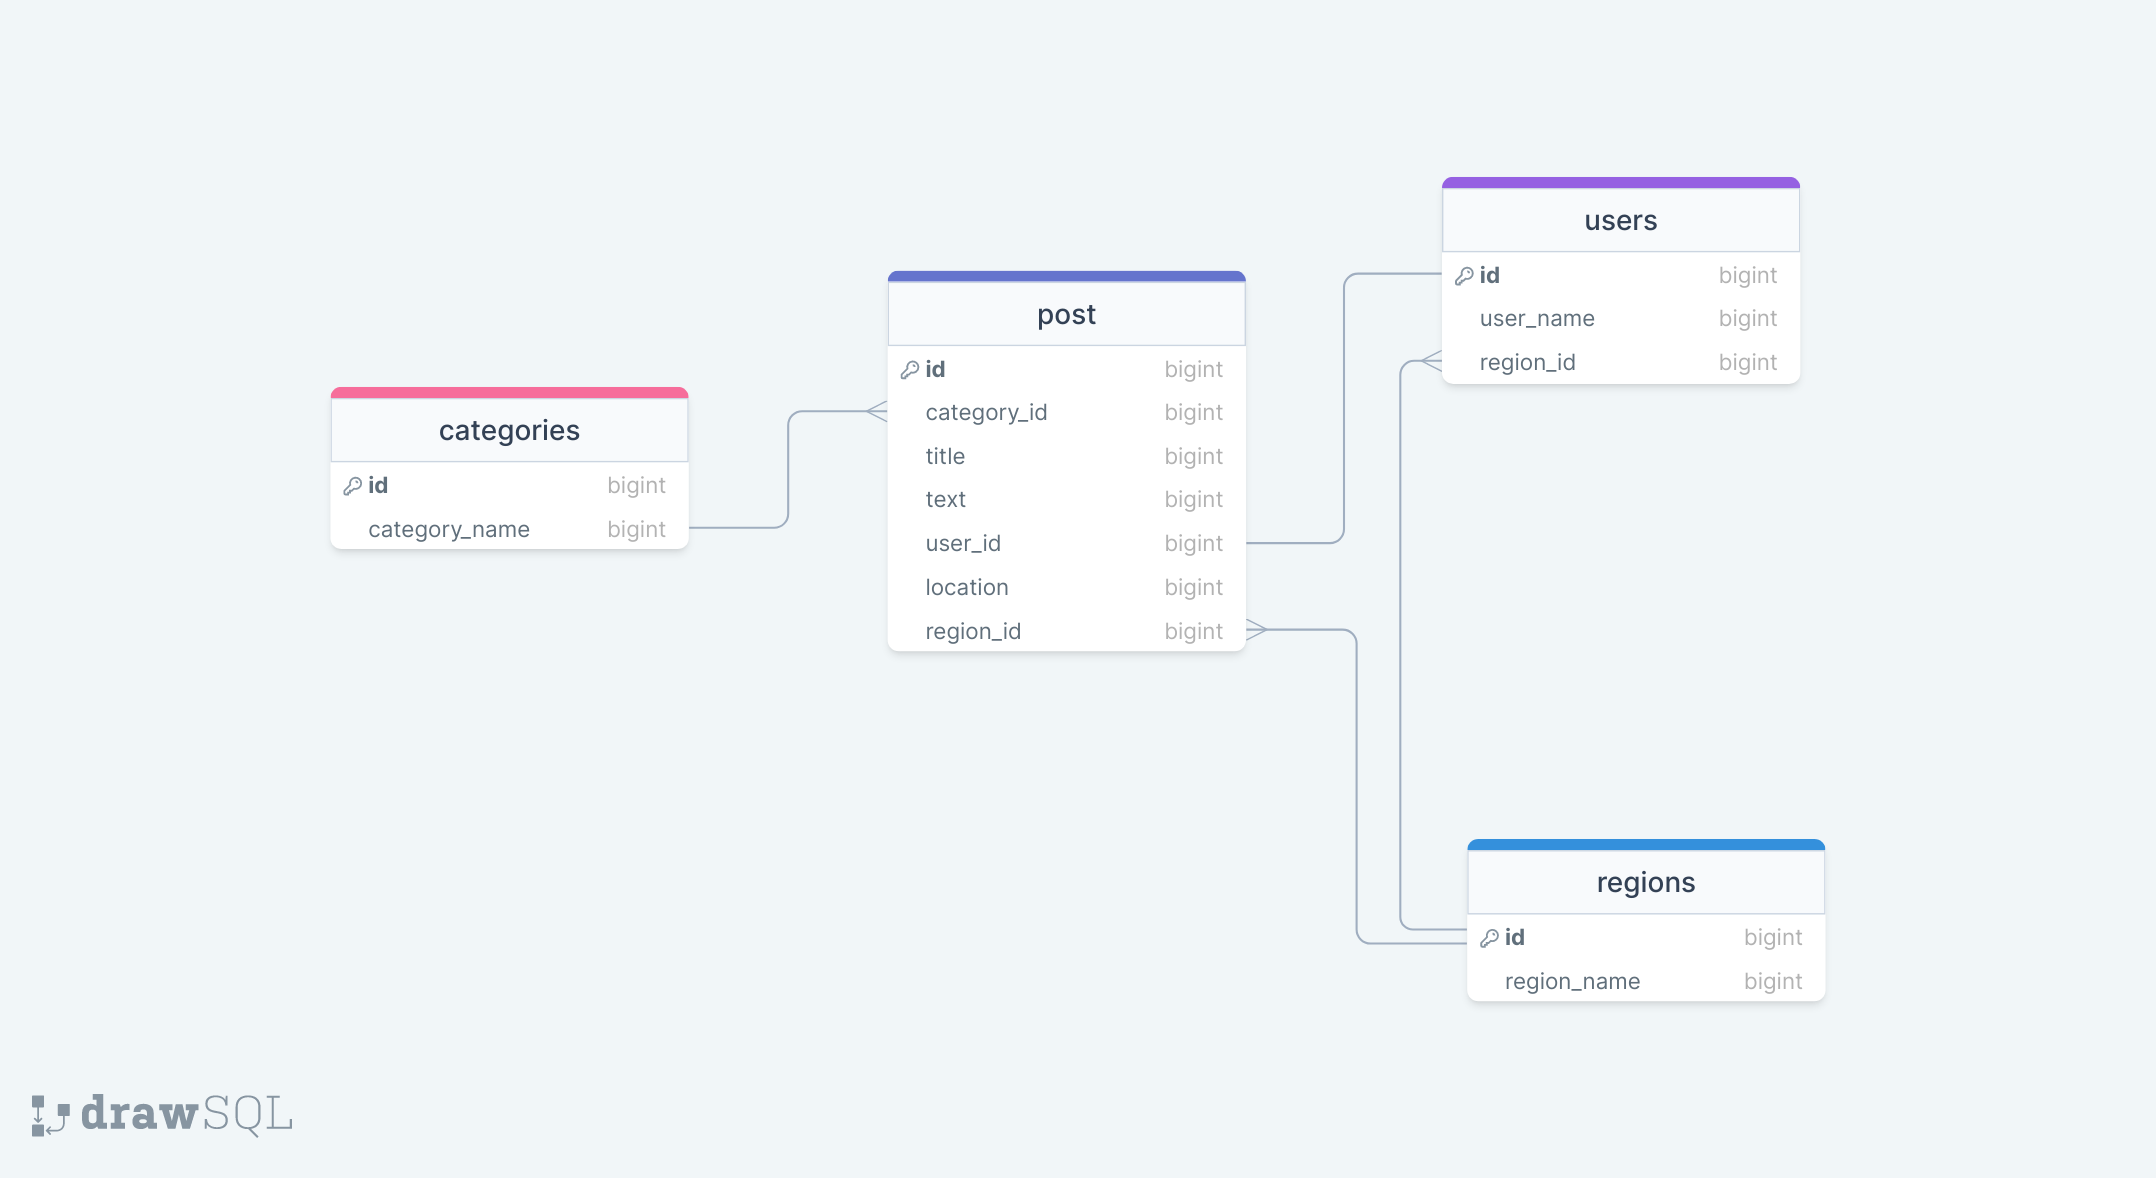 categories
id bigint
category_name bigint
post
id bigint
category_id bigint
title bigint
text bigint
user_id bigint
location bigint
region_id bigint
users
id bigint
user_name bigint
region_id bigint
regions
id bigint
region_name bigint
drawSQL